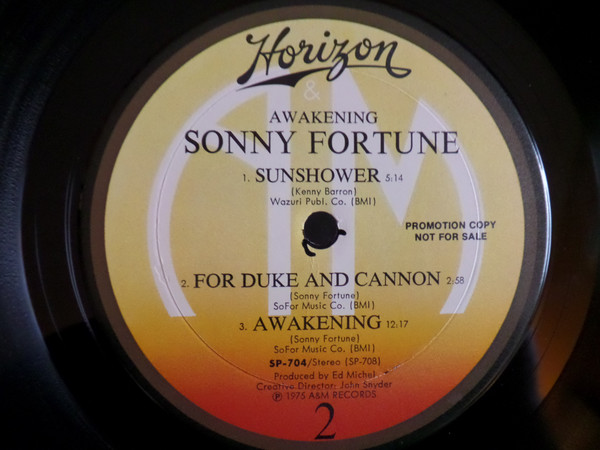 Horizon
&
AWAKENING
SONNY FORTUNE
1. SUNSHOWER 5:14
(Kenny Barron)
Wazuri Publ. Co. (BMI)
PROMOTION COPY
NOT FOR SALE
2. FOR DUKE AND CANNON 2:58
(Sonny Fortune)
SoFor Music Co. (BMI)
3. AWAKENING 12:17
(Sonny Fortune)
SoFor Music Co. (BMI)
SP-704/Stereo (SP-708)
Produced by Ed Michel
Creative Director: John Snyder
℗ 1975 A&M RECORDS
2
AM